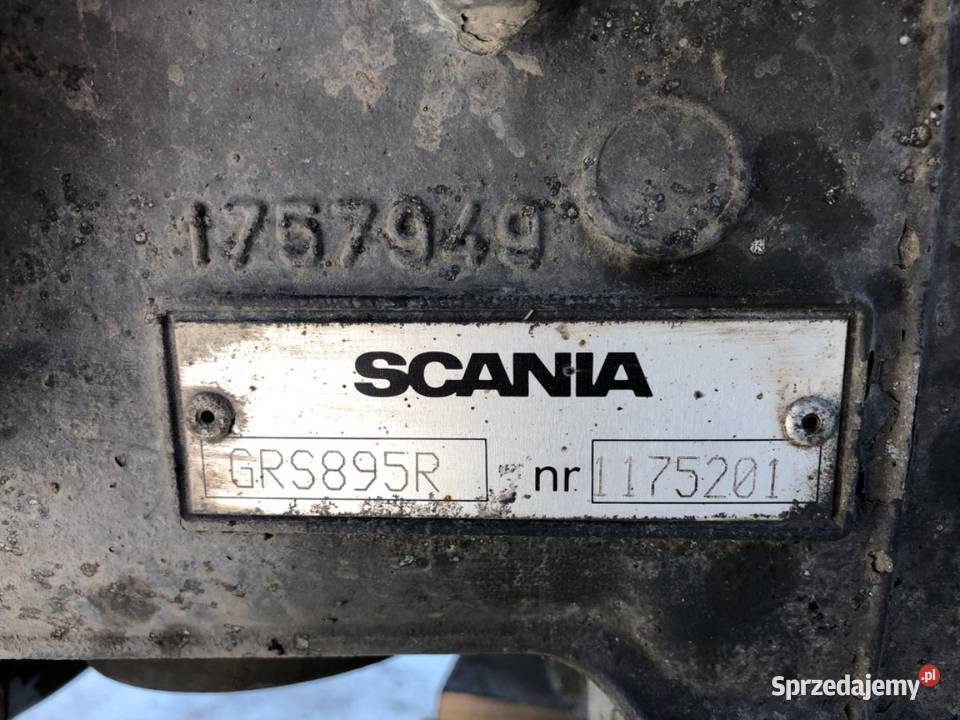 1757949
SCANIA
GRS895R nr 1175201
Sprzedajemy.pl